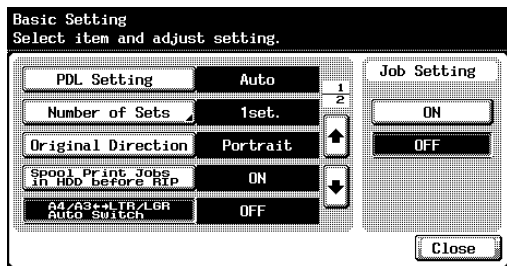 Basic Setting
Select item and adjust setting.
PDL Setting
Auto
Number of Sets
1set.
Original Direction
Portrait
Spool Print Jobs
in HDD before RIP
ON
A4/A3↔LTR/LGR
Auto Switch
OFF
1
2
Job Setting
ON
OFF
Close